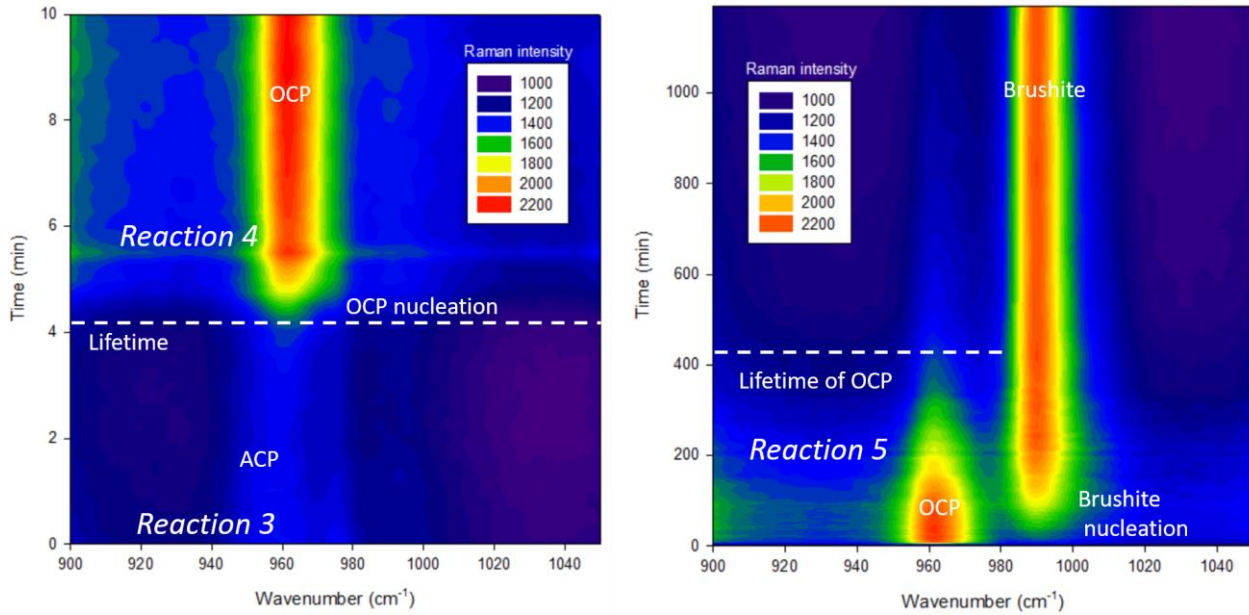 10
8
6
4
2
0
Time (min)
900
920
940
960
980
1000
1020
1040
Wavenumber (cm⁻¹)
Raman intensity
1000
1200
1400
1600
1800
2000
2200
OCP
Reaction 4
OCP nucleation
Lifetime
ACP
Reaction 3
1000
800
600
400
200
0
Time (min)
900
920
940
960
980
1000
1020
1040
Wavenumber (cm⁻¹)
Raman intensity
1000
1200
1400
1600
1800
2000
2200
Brushite
Lifetime of OCP
Reaction 5
OCP
Brushite
nucleation